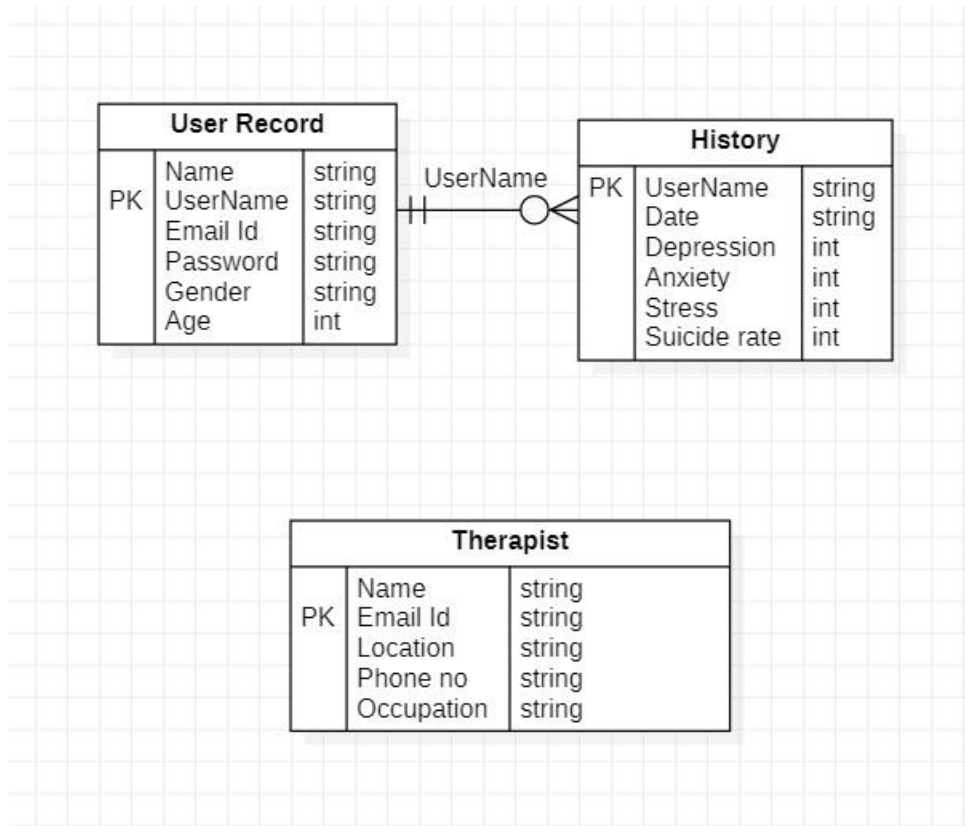 User Record
Name string
PK UserName string
Email Id string
Password string
Gender string
Age int
UserName
History
PK UserName string
Date string
Depression int
Anxiety int
Stress int
Suicide rate int
Therapist
Name string
PK Email Id string
Location string
Phone no string
Occupation string